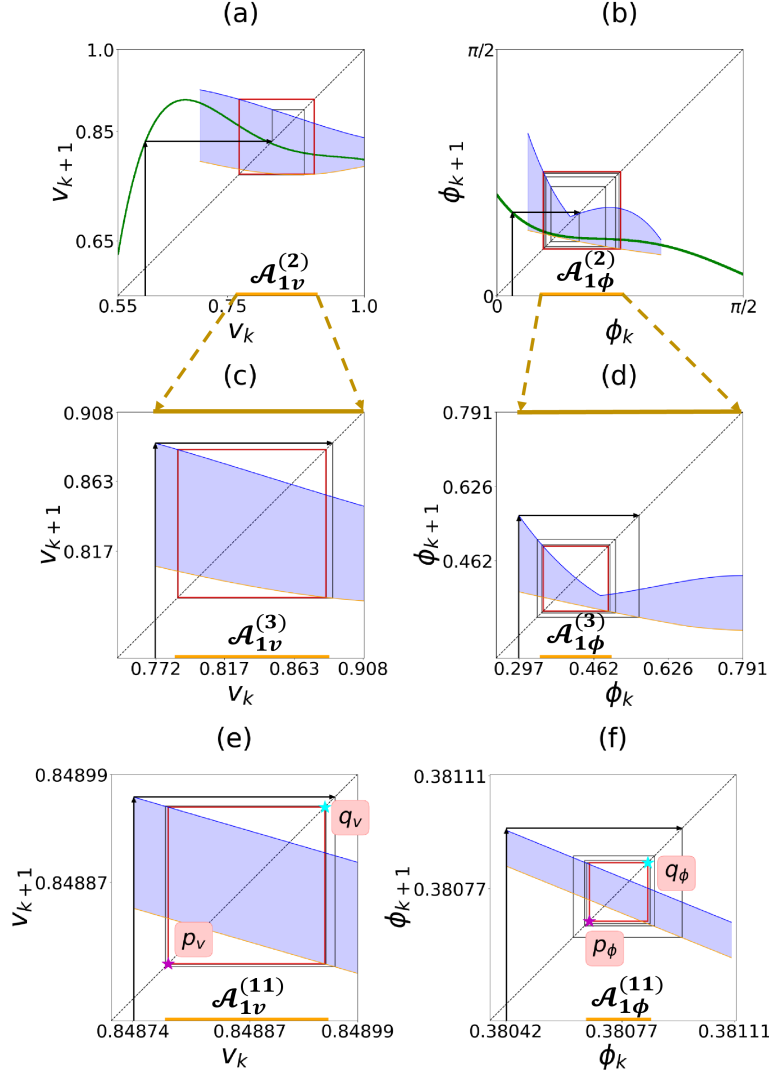 (a)
1.0
0.85
0.65
v_{k+1}
𝒜_{1v}^{(2)}
0.55
0.75
1.0
v_k
(b)
π/2
ϕ_{k+1}
0
𝒜_{1ϕ}^{(2)}
0
π/2
ϕ_k
(c)
0.908
0.863
0.817
v_{k+1}
𝒜_{1v}^{(3)}
0.772
0.817
0.863
0.908
v_k
(d)
0.791
0.626
0.462
ϕ_{k+1}
𝒜_{1ϕ}^{(3)}
0.297
0.462
0.626
0.791
ϕ_k
(e)
0.84899
0.84887
v_{k+1}
q_v
p_v
𝒜_{1v}^{(11)}
0.84874
0.84887
0.84899
v_k
(f)
0.38111
0.38077
ϕ_{k+1}
q_ϕ
p_ϕ
𝒜_{1ϕ}^{(11)}
0.38042
0.38077
0.38111
ϕ_k